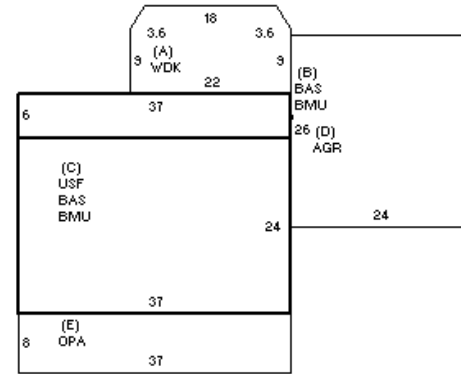 18
3.6 3.6
9 (A) 9
WDK
22
(B)
BAS
BMU
37
6
26 (D)
AGR
(C)
USF
BAS
BMU
24
24
37
(E)
8 OPA
37